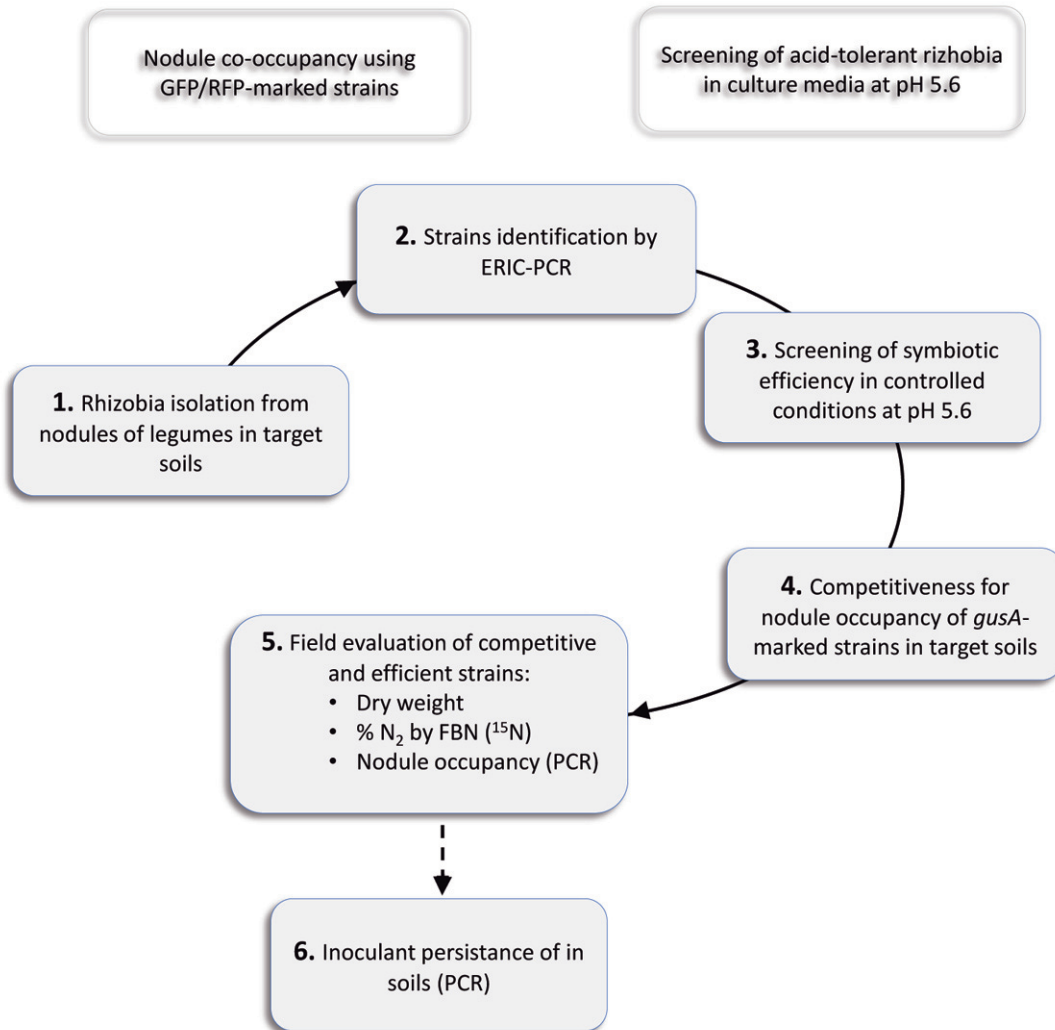 Nodule co-occupancy using
GFP/RFP-marked strains
Screening of acid-tolerant rizhobia
in culture media at pH 5.6
2. Strains identification by
ERIC-PCR
3. Screening of symbiotic
efficiency in controlled
conditions at pH 5.6
1. Rhizobia isolation from
nodules of legumes in target
soils
4. Competitiveness for
nodule occupancy of gusA-
marked strains in target soils
5. Field evaluation of competitive
and efficient strains:
• Dry weight
• % N₂ by FBN (¹⁵N)
• Nodule occupancy (PCR)
6. Inoculant persistance of in
soils (PCR)